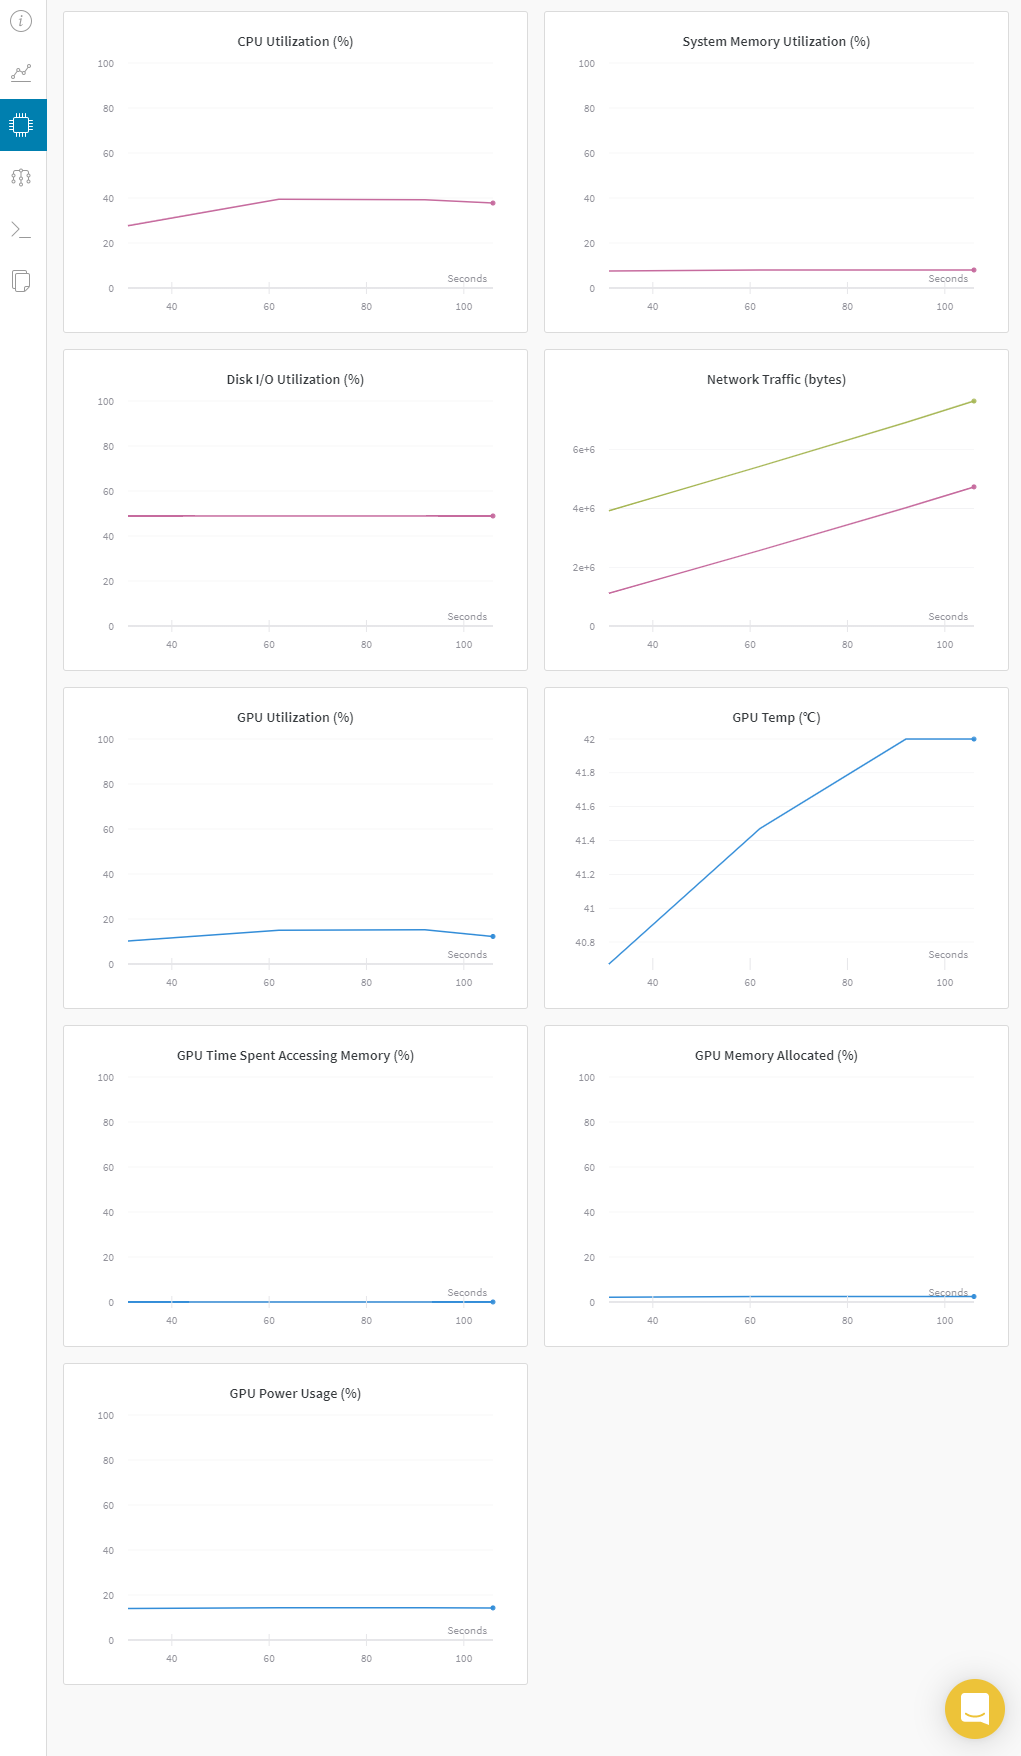 CPU Utilization (%)
100
80
60
40
20
0
Seconds
40 60 80 100
System Memory Utilization (%)
100
80
60
40
20
0
Seconds
40 60 80 100
Disk I/O Utilization (%)
100
80
60
40
20
0
Seconds
40 60 80 100
Network Traffic (bytes)
6e+6
4e+6
2e+6
0
Seconds
40 60 80 100
GPU Utilization (%)
100
80
60
40
20
0
Seconds
40 60 80 100
GPU Temp (℃)
42
41.8
41.6
41.4
41.2
41
40.8
Seconds
40 60 80 100
GPU Time Spent Accessing Memory (%)
100
80
60
40
20
0
Seconds
40 60 80 100
GPU Memory Allocated (%)
100
80
60
40
20
0
Seconds
40 60 80 100
GPU Power Usage (%)
100
80
60
40
20
0
Seconds
40 60 80 100